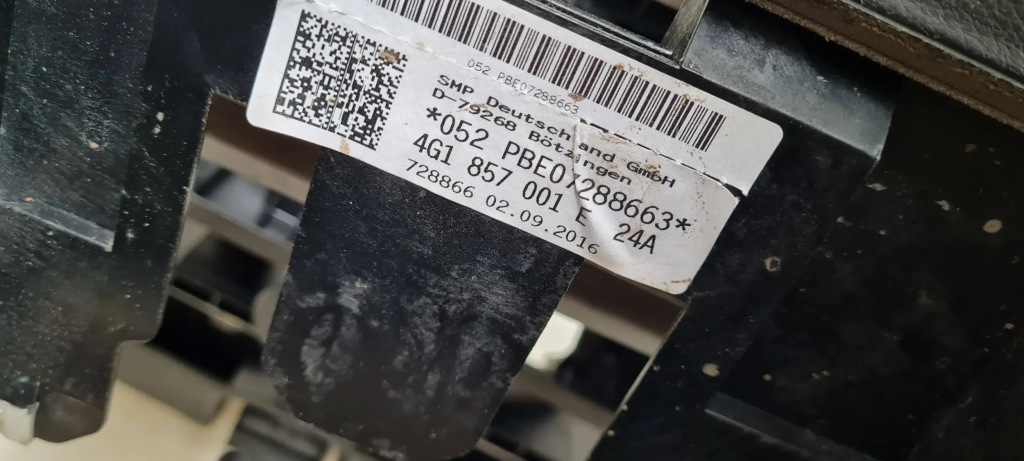 052 PBE07288663
SMP Deutschland GmbH
D-79268 Bötzingen
*052 PBE07288663*
4G1 857 001 E 24A
728866 02.09.2016